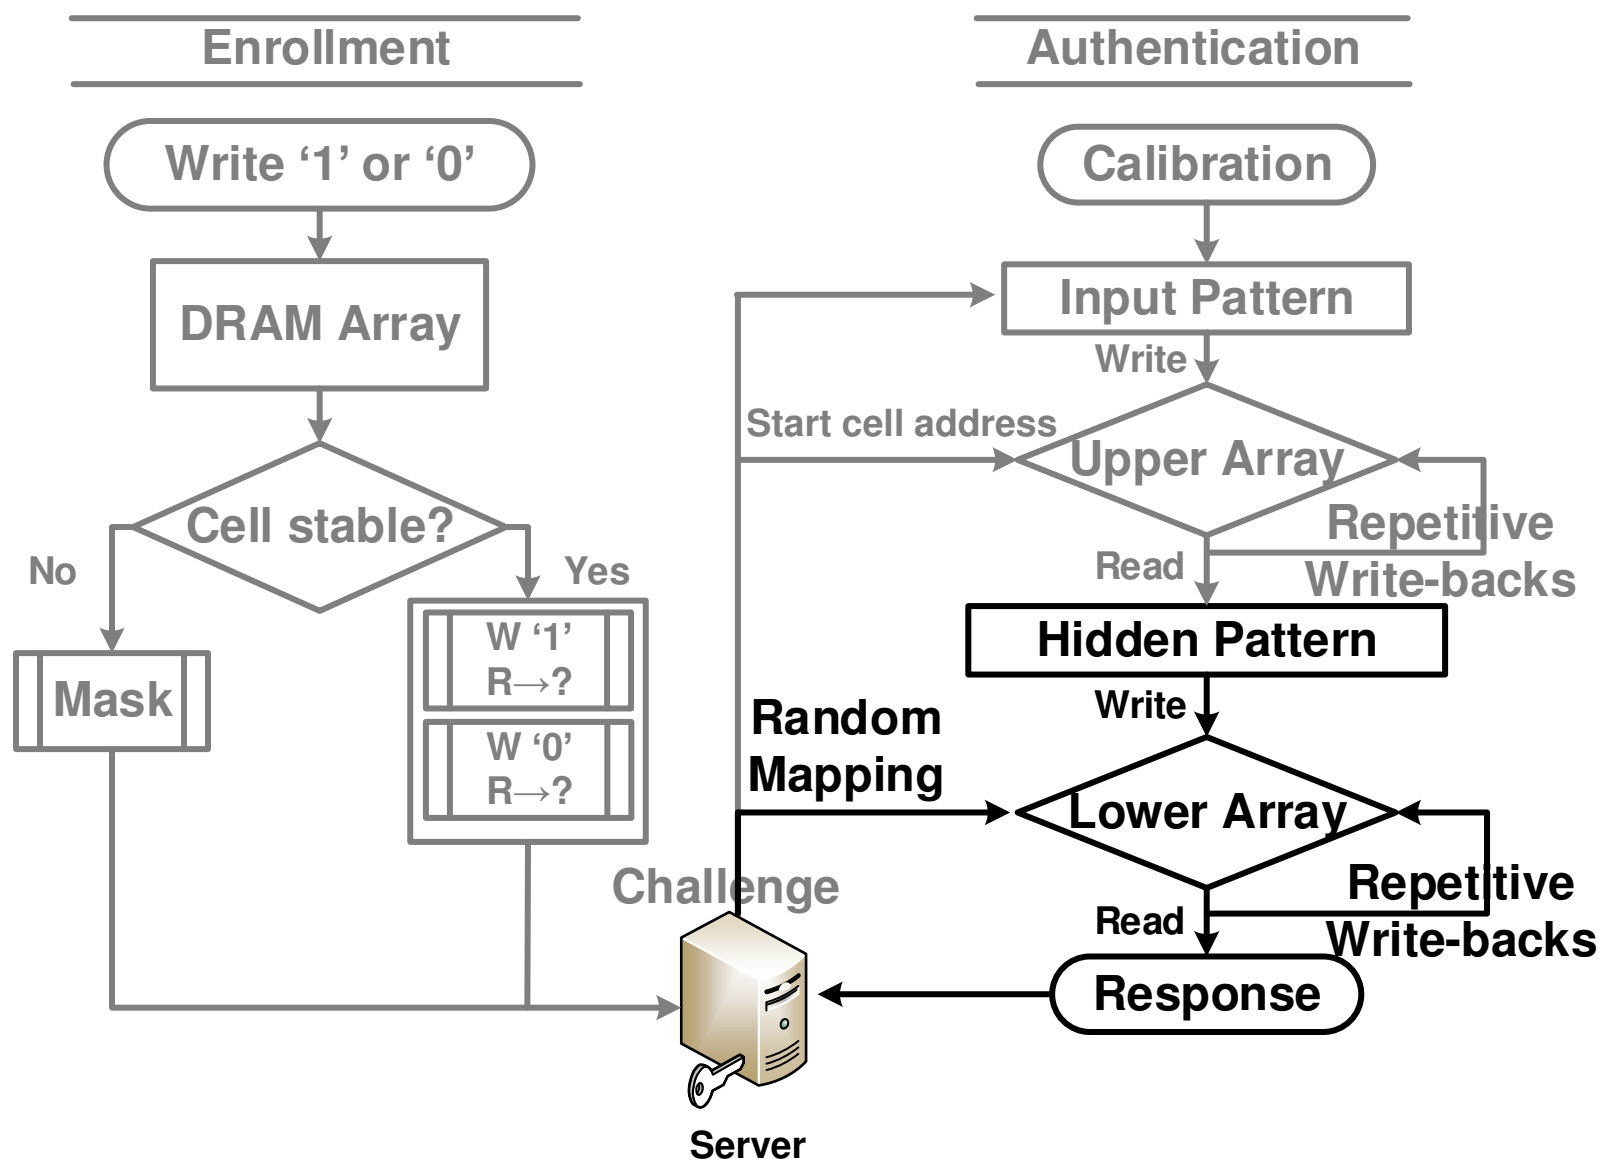 Enrollment
Write ‘1’ or ‘0’
DRAM Array
Cell stable?
No
Yes
Mask
W ‘1’
R→?
W ‘0’
R→?
Challenge
Server
Authentication
Calibration
Input Pattern
Write
Start cell address
Upper Array
Repetitive
Write-backs
Read
Hidden Pattern
Write
Random
Mapping
Lower Array
Repetitive
Write-backs
Read
Response